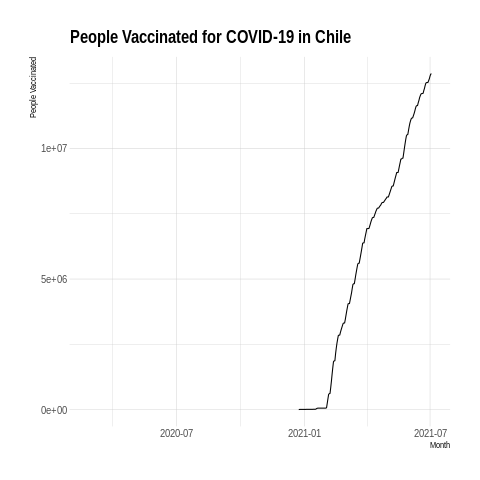 People Vaccinated for COVID-19 in Chile
People Vaccinated
1e+07
5e+06
0e+00
2020-07
2021-01
2021-07
Month